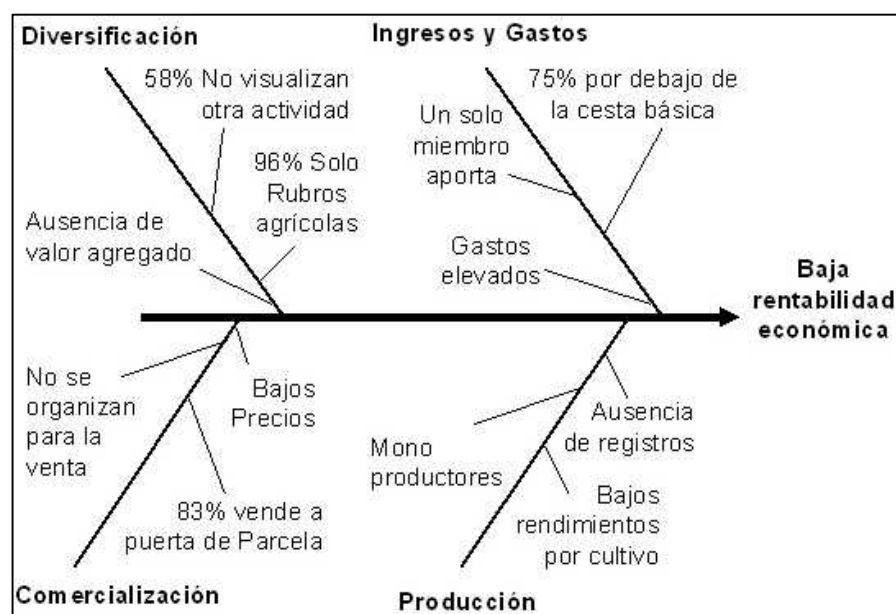 Diversificación
58% No visualizan
otra actividad
96% Solo
Rubros
agrícolas
Ausencia de
valor agregado
Ingresos y Gastos
75% por debajo de
la cesta básica
Un solo
miembro
aporta
Gastos
elevados
Baja
rentabilidad
económica
No se
organizan
para la
venta
Bajos
Precios
83% vende a
puerta de Parcela
Comercialización
Mono
productores
Ausencia
de registros
Bajos
rendimientos
por cultivo
Producción